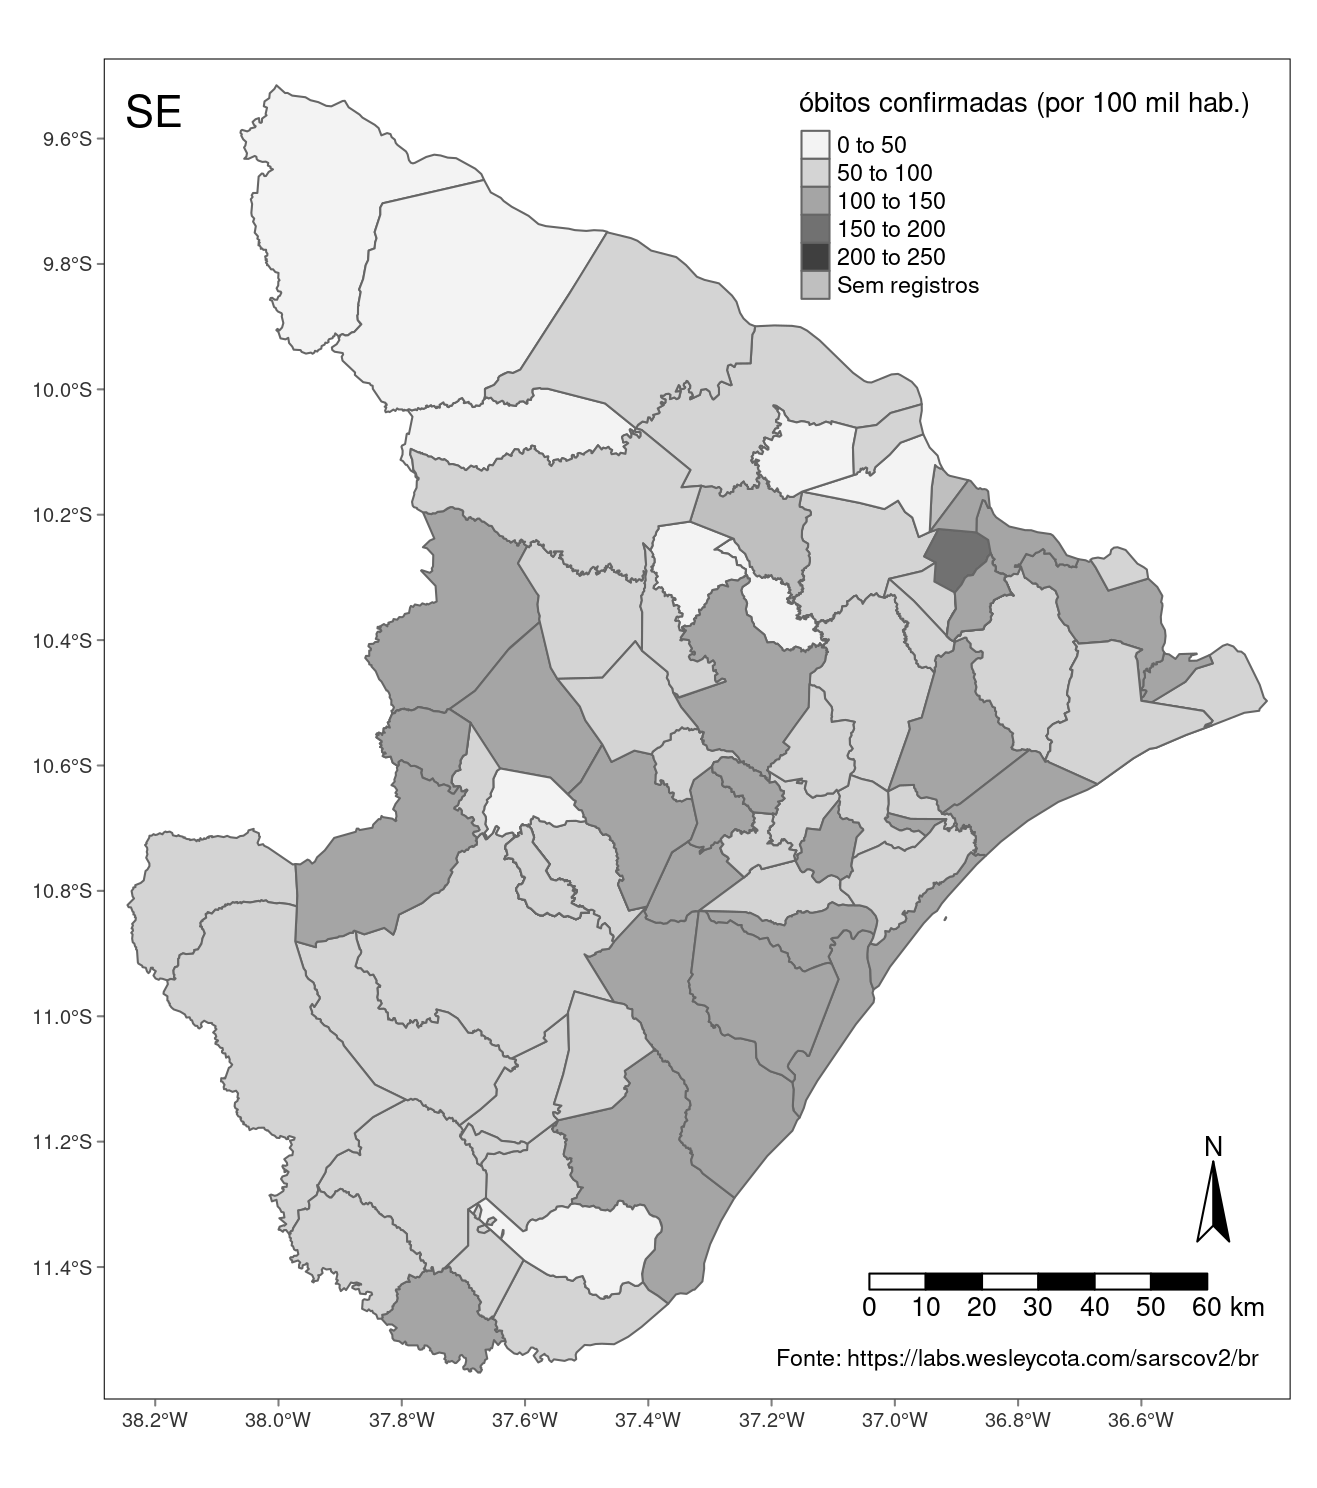 SE
óbitos confirmadas (por 100 mil hab.)
0 to 50
50 to 100
100 to 150
150 to 200
200 to 250
Sem registros
9.6°S
9.8°S
10.0°S
10.2°S
10.4°S
10.6°S
10.8°S
11.0°S
11.2°S
11.4°S
N
0 10 20 30 40 50 60 km
Fonte: https://labs.wesleycota.com/sarscov2/br
38.2°W 38.0°W 37.8°W 37.6°W 37.4°W 37.2°W 37.0°W 36.8°W 36.6°W